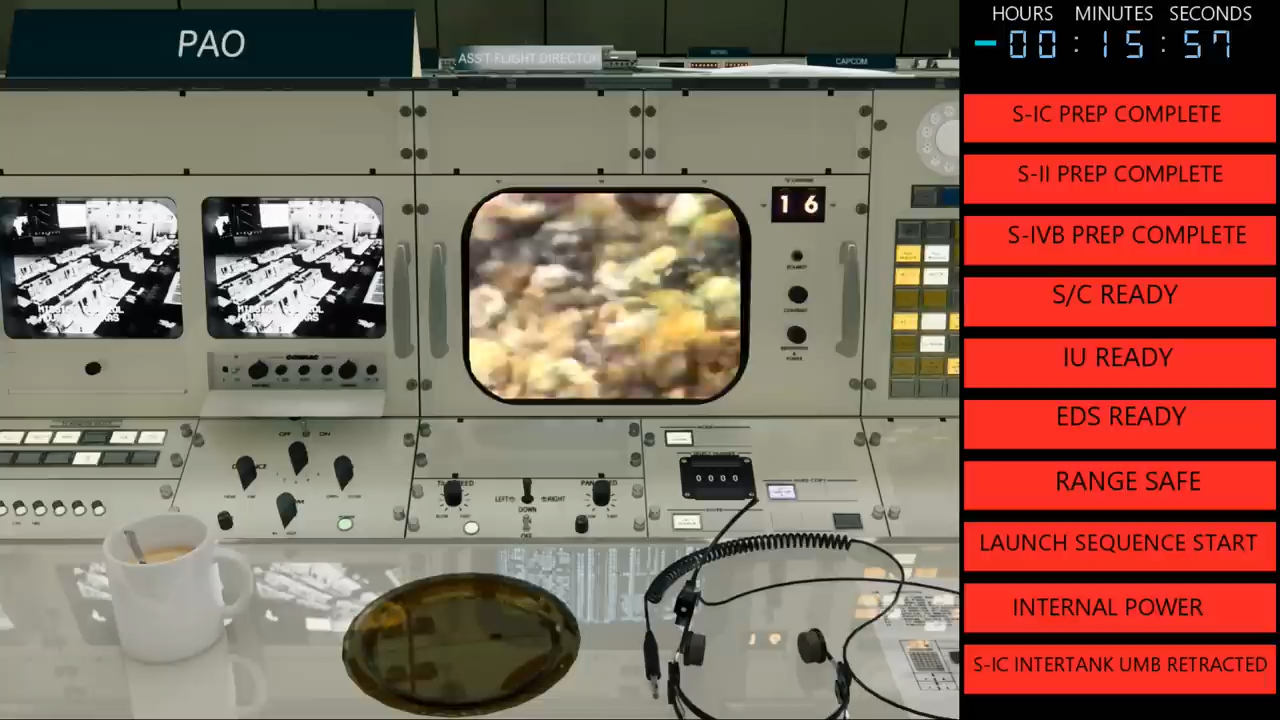 PAO
ASST FLIGHT DIRECTOR
CAPCOM
HOURS MINUTES SECONDS
-00:15:57
S-IC PREP COMPLETE
S-II PREP COMPLETE
S-IVB PREP COMPLETE
S/C READY
IU READY
EDS READY
RANGE SAFE
LAUNCH SEQUENCE START
INTERNAL POWER
S-IC INTERTANK UMB RETRACTED
16
CONRAC
OFF ON
LEFT RIGHT
DOWN
0000